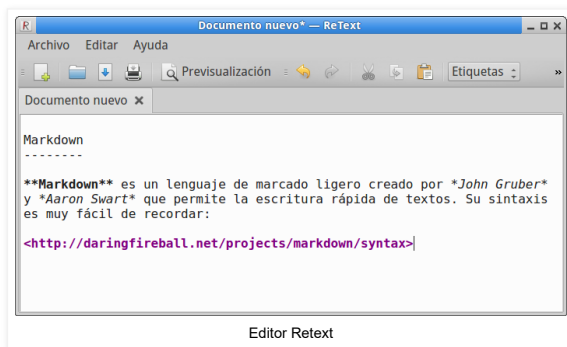 R Documento nuevo* — ReText
Archivo Editar Ayuda
Previsualización Etiquetas »
Documento nuevo
Markdown
--------
**Markdown** es un lenguaje de marcado ligero creado por *John Gruber*
y *Aaron Swart* que permite la escritura rápida de textos. Su sintaxis
es muy fácil de recordar:
<http://daringfireball.net/projects/markdown/syntax>
Editor Retext